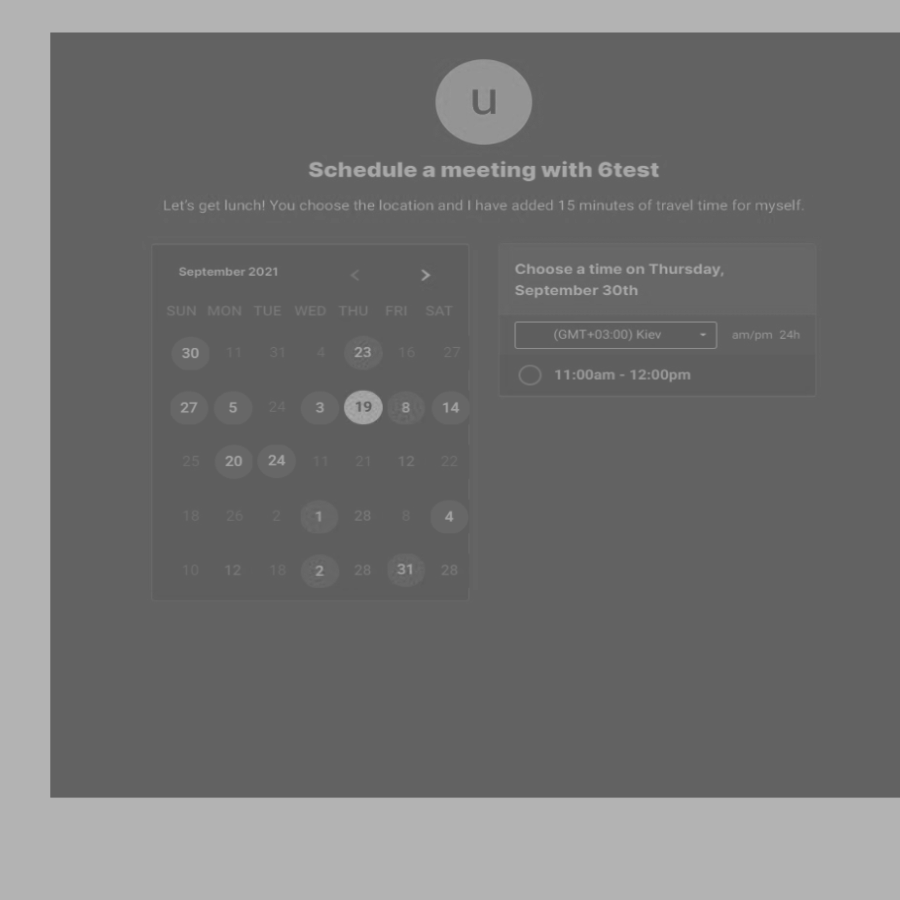 u
Schedule a meeting with 6test
Let's get lunch! You choose the location and I have added 15 minutes of travel time for myself.
September 2021 < >
SUN MON TUE WED THU FRI SAT
30 11 31 4 23 16 27
27 5 24 3 19 8 14
25 20 24 11 21 12 22
18 26 2 1 28 8 4
10 12 18 2 28 31 28
Choose a time on Thursday,
September 30th
(GMT+03:00) Kiev am/pm 24h
11:00am - 12:00pm